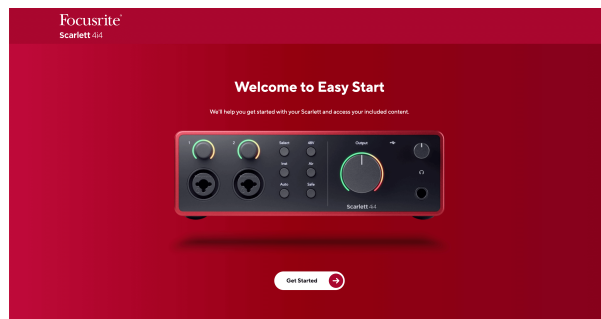 Focusrite®
Scarlett 4i4
Welcome to Easy Start
We'll help you get started with your Scarlett and access your included content.
1
2
Select
48V
Output
Inst
Air
Auto
Safe
Scarlett 4i4
Get Started